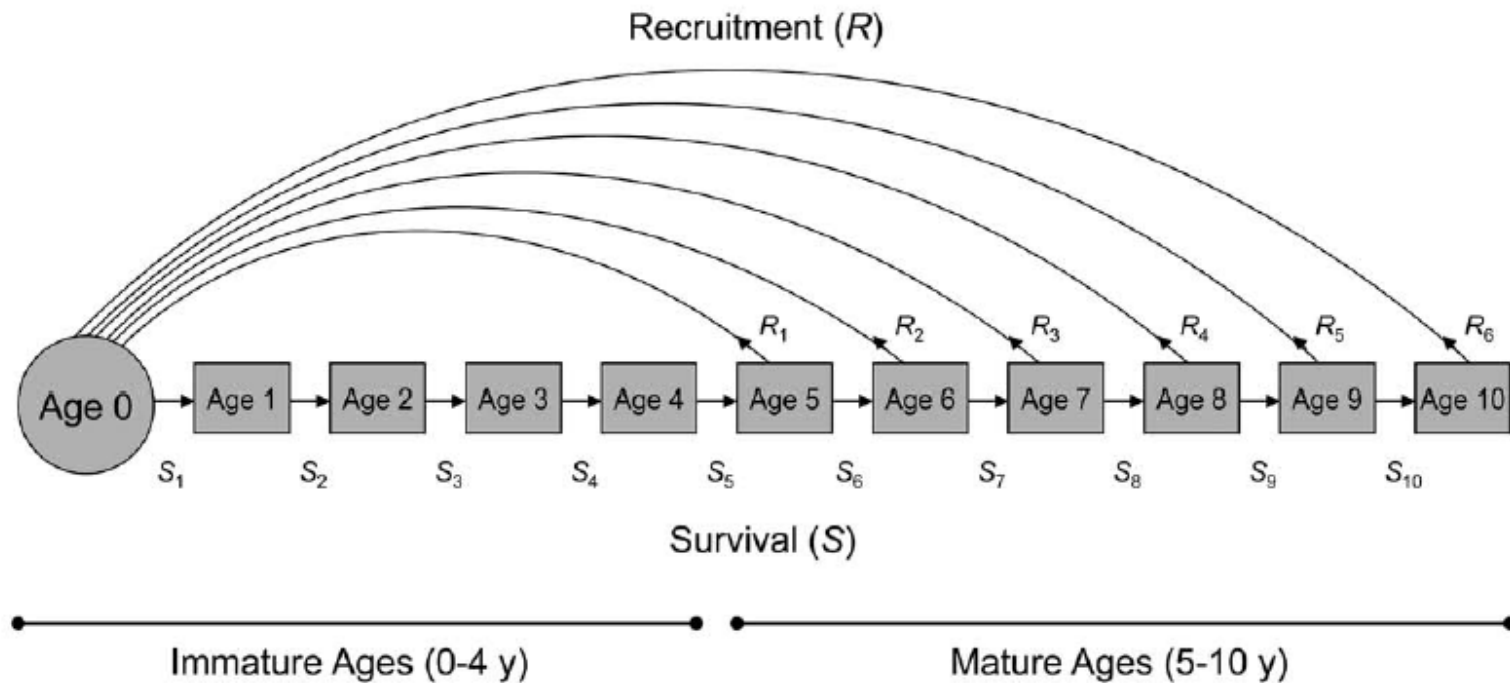 Recruitment (R)
R1 R2 R3 R4 R5 R6
Age 0 Age 1 Age 2 Age 3 Age 4 Age 5 Age 6 Age 7 Age 8 Age 9 Age 10
S1 S2 S3 S4 S5 S6 S7 S8 S9 S10
Survival (S)
Immature Ages (0-4 y) Mature Ages (5-10 y)